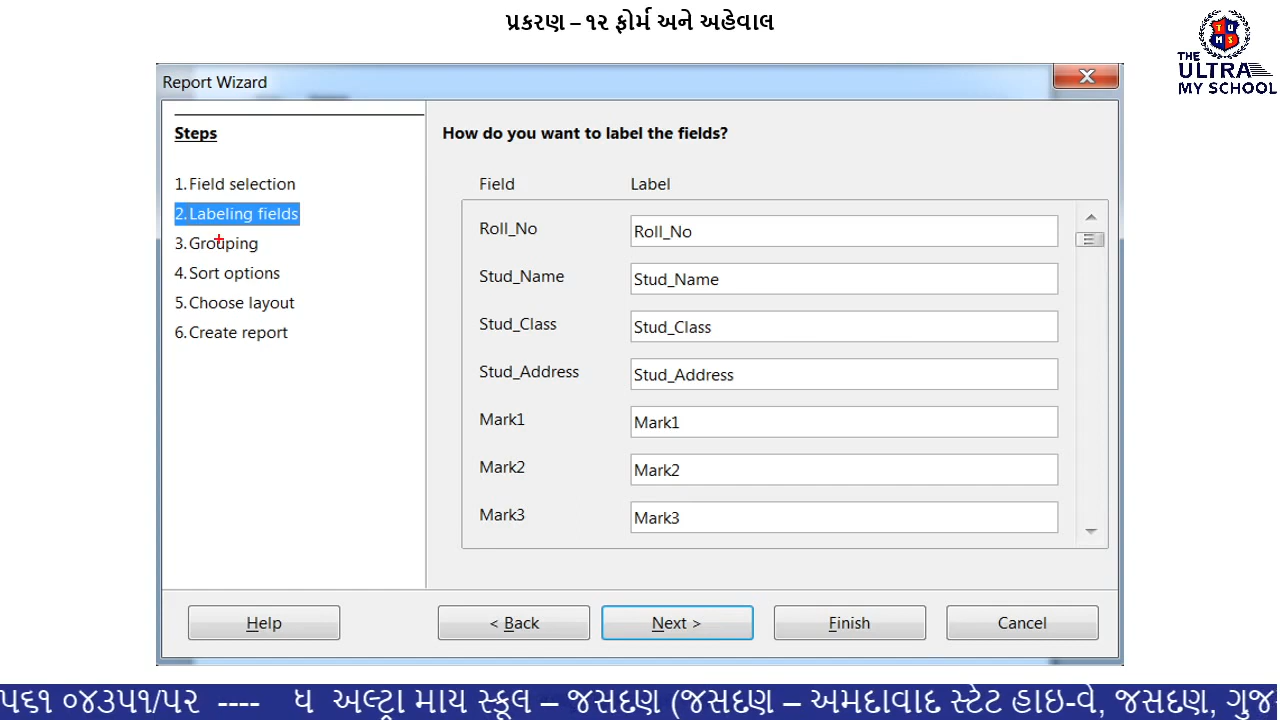 પ્રકરણ – ૧૨ ફોર્મ અને અહેવાલ
T U
M S
THE
ULTRA
MY SCHOOL
Report Wizard
Steps
1. Field selection
2. Labeling fields
3. Grouping
4. Sort options
5. Choose layout
6. Create report
How do you want to label the fields?
Field Label
Roll_No Roll_No
Stud_Name Stud_Name
Stud_Class Stud_Class
Stud_Address Stud_Address
Mark1 Mark1
Mark2 Mark2
Mark3 Mark3
Help < Back Next > Finish Cancel
૫૬૧ ૦૪૩૫૧/૫૨ ---- ધ અલ્ટ્રા માય સ્કૂલ – જસદણ (જસદણ – અમદાવાદ સ્ટેટ હાઇ-વે, જસદણ, ગુજ